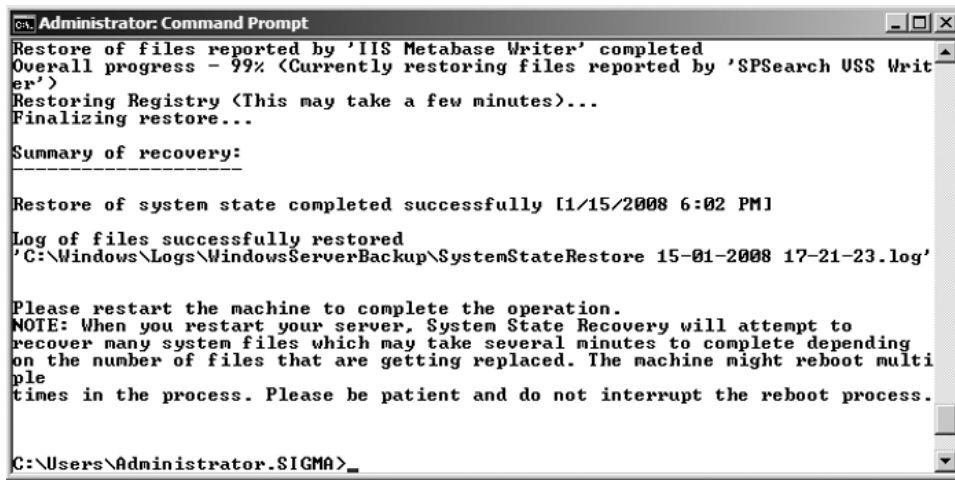 Administrator: Command Prompt
Restore of files reported by 'IIS Metabase Writer' completed
Overall progress - 99% (Currently restoring files reported by 'SPSearch VSS Writ
er')
Restoring Registry (This may take a few minutes)...
Finalizing restore...
Summary of recovery:
--------------------
Restore of system state completed successfully [1/15/2008 6:02 PM]
Log of files successfully restored
'C:\Windows\Logs\WindowsServerBackup\SystemStateRestore 15-01-2008 17-21-23.log'
Please restart the machine to complete the operation.
NOTE: When you restart your server, System State Recovery will attempt to
recover many system files which may take several minutes to complete depending
on the number of files that are getting replaced. The machine might reboot multi
ple
times in the process. Please be patient and do not interrupt the reboot process.
C:\Users\Administrator.SIGMA>_